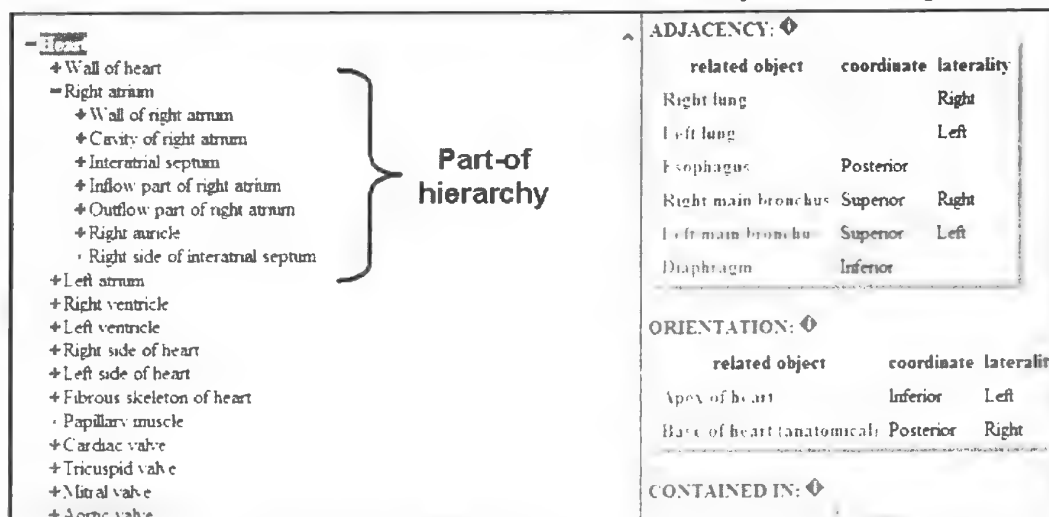 Heart
+Wall of heart
-Right atrium
+Wall of right atrium
+Cavity of right atrium
+Interatrial septum
+Inflow part of right atrium
+Outflow part of right atrium
+Right auricle
Right side of interatrial septum
+Left atrium
+Right ventricle
+Left ventricle
+Right side of heart
+Left side of heart
+Fibrous skeleton of heart
Papillary muscle
+Cardiac valve
+Tricuspid valve
+Mitral valve
+Aortic valve
Part-of
hierarchy
ADJACENCY:
related object coordinate laterality
Right lung Right
Left lung Left
Esophagus Posterior
Right main bronchus Superior Right
Left main bronchu Superior Left
Diaphragm Inferior
ORIENTATION:
related object coordinate laterality
Apex of heart Inferior Left
Base of heart (anatomical) Posterior Right
CONTAINED IN: